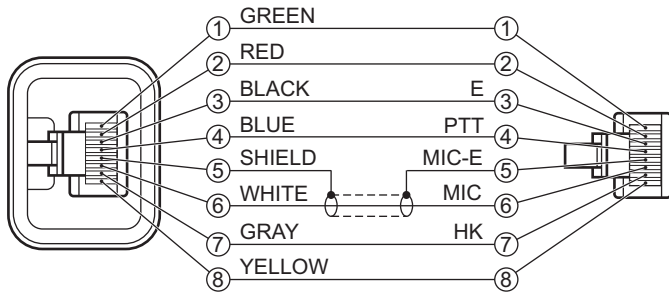 ① GREEN ①
② RED ②
③ BLACK E ③
④ BLUE PTT ④
⑤ SHIELD MIC-E ⑤
⑥ WHITE MIC ⑥
⑦ GRAY HK ⑦
⑧ YELLOW ⑧